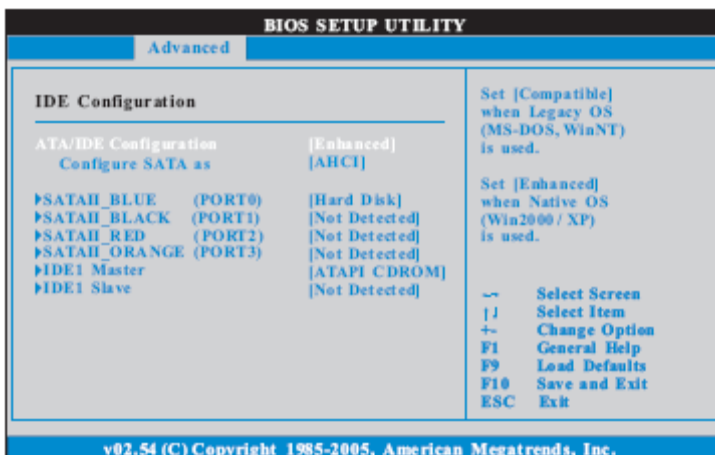 BIOS SETUP UTILITY
Advanced
IDE Configuration
ATA/IDE Configuration [Enhanced]
Configure SATA as [AHCI]
SATAII_BLUE (PORT0) [Hard Disk]
SATAII_BLACK (PORT1) [Not Detected]
SATAII_RED (PORT2) [Not Detected]
SATAII_ORANGE (PORT3) [Not Detected]
IDE1 Master [ATAPI CDROM]
IDE1 Slave [Not Detected]
Set [Compatible]
when Legacy OS
(MS-DOS, WinNT)
is used.
Set [Enhanced]
when Native OS
(Win2000 / XP)
is used.
Select Screen
↑↓ Select Item
+- Change Option
F1 General Help
F9 Load Defaults
F10 Save and Exit
ESC Exit
v02.54 (C) Copyright 1985-2005, American Megatrends, Inc.